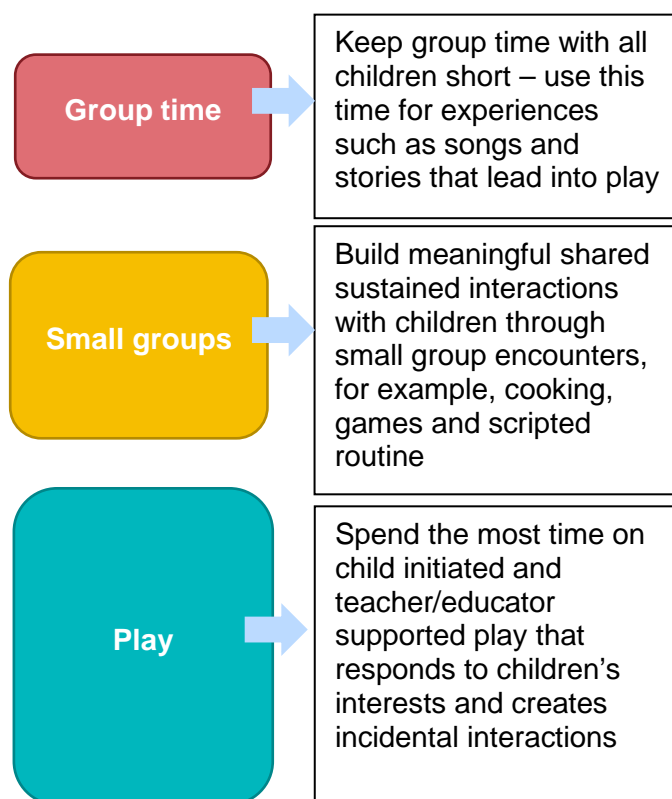 Group time
Keep group time with all
children short – use this
time for experiences
such as songs and
stories that lead into play
Small groups
Build meaningful shared
sustained interactions
with children through
small group encounters,
for example, cooking,
games and scripted
routine
Play
Spend the most time on
child initiated and
teacher/educator
supported play that
responds to children’s
interests and creates
incidental interactions